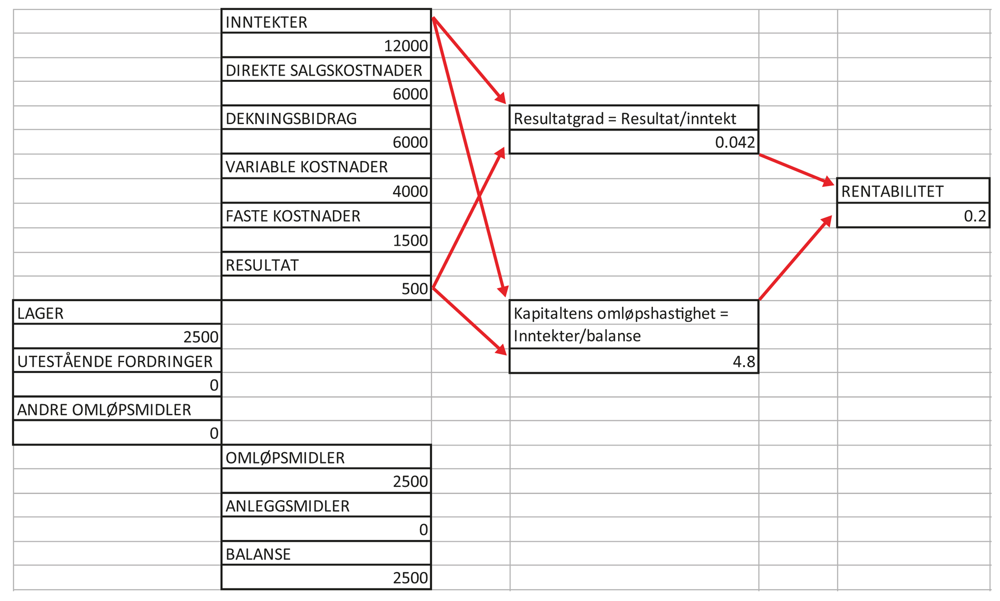 INNTEKTER
12000
DIREKTE SALGSKOSTNADER
6000
DEKNINGSBIDRAG
6000
VARIABLE KOSTNADER
4000
FASTE KOSTNADER
1500
RESULTAT
500
LAGER
2500
UTESTÅENDE FORDRINGER
0
ANDRE OMLØPSMIDLER
0
OMLØPSMIDLER
2500
ANLEGGSMIDLER
0
BALANSE
2500
Resultatgrad = Resultat/inntekt
0.042
Kapitaltens omløpshastighet =
Inntekter/balanse
4.8
RENTABILITET
0.2